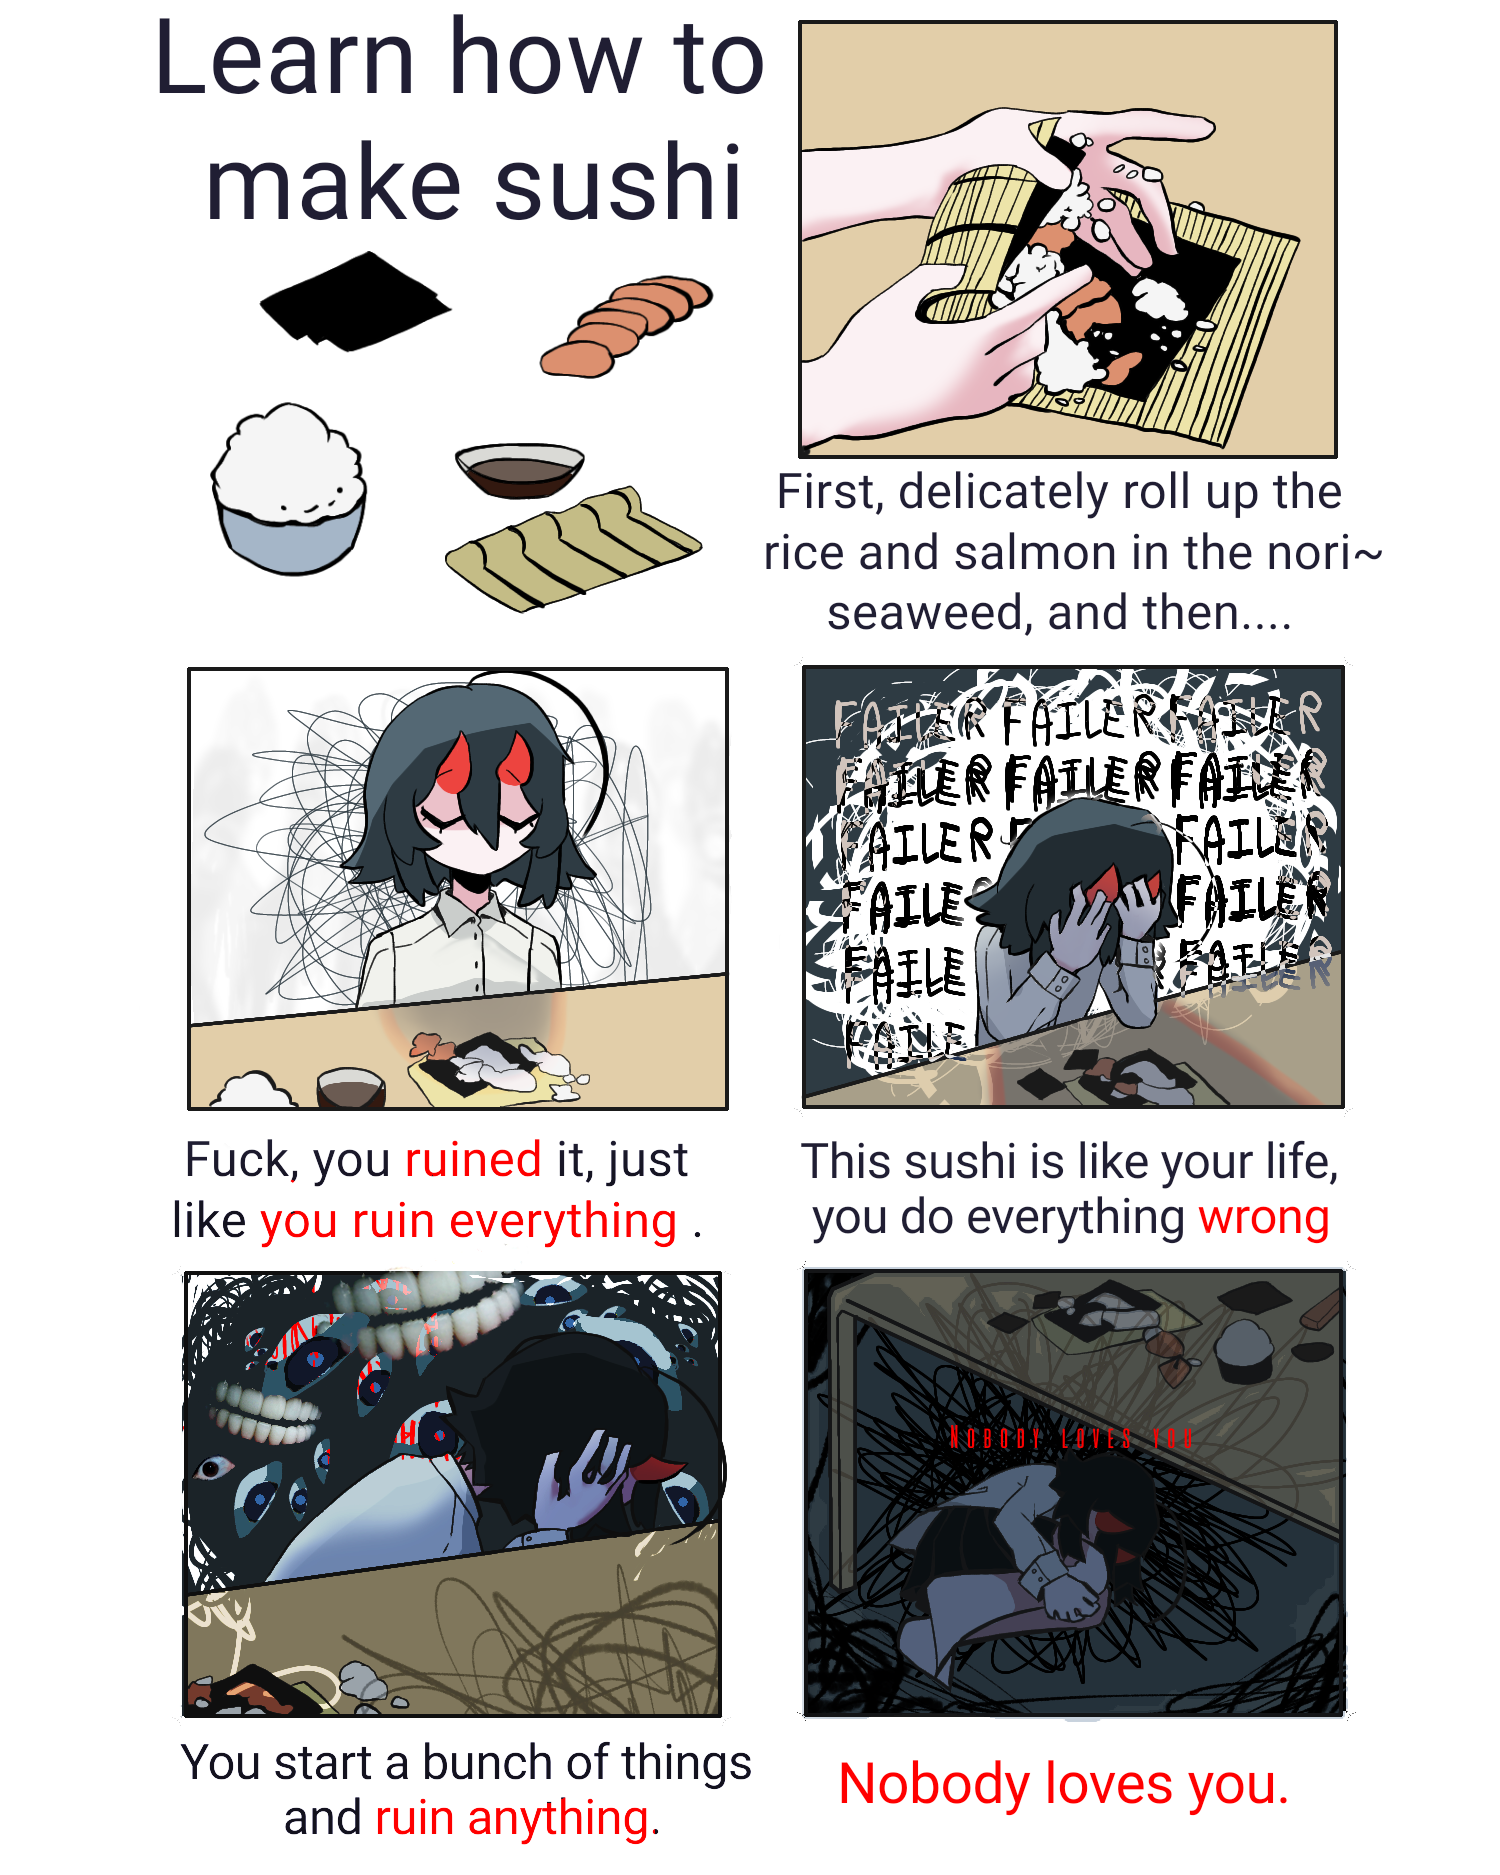 Learn how to
make sushi
First, delicately roll up the
rice and salmon in the nori~
seaweed, and then....
Fuck, you ruined it, just
like you ruin everything .
FAILER FAILER FAILER
FAILER FAILER FAILER
FAILER F FAILER
FAILE FAILER
FAILE FAILER
FAILE
This sushi is like your life,
you do everything wrong
You start a bunch of things
and ruin anything.
NOBODY LOVES YOU
Nobody loves you.